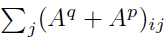 ∑_j(A^q + A^p)_{ij}